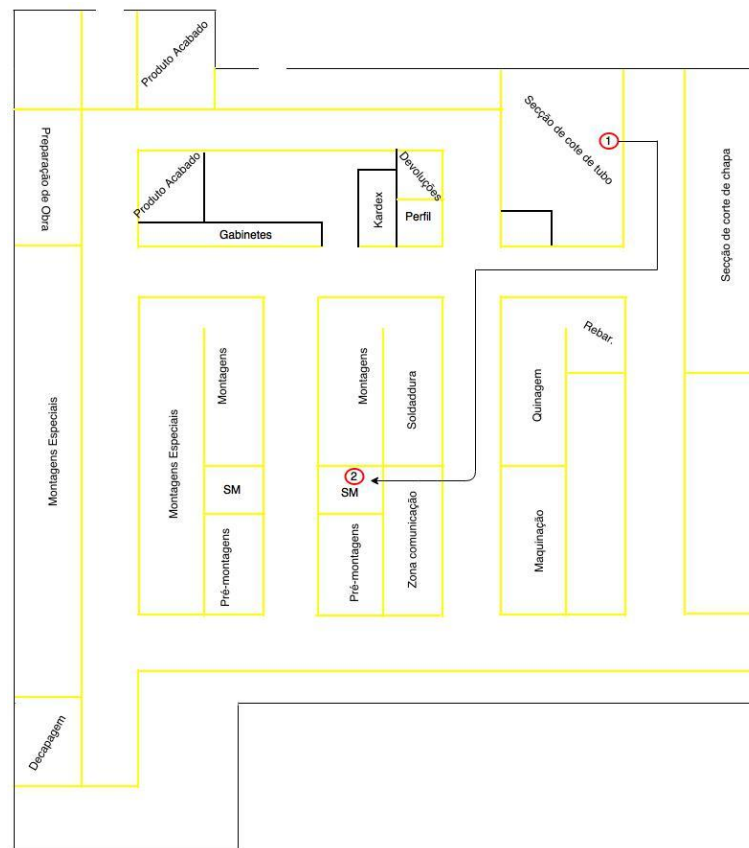 Produto Acabado
Secção de cote de tubo
1
Preparação de Obra
Produto Acabado
Devoluções
Kardex
Perfil
Gabinetes
Secção de corte de chapa
Rebar.
Montagens
Montagens
Soldaddura
Quinagem
Montagens Especiais
Montagens Especiais
2
SM
SM
Pré-montagens
Pré-montagens
Zona comunicação
Maquinação
Decapagem